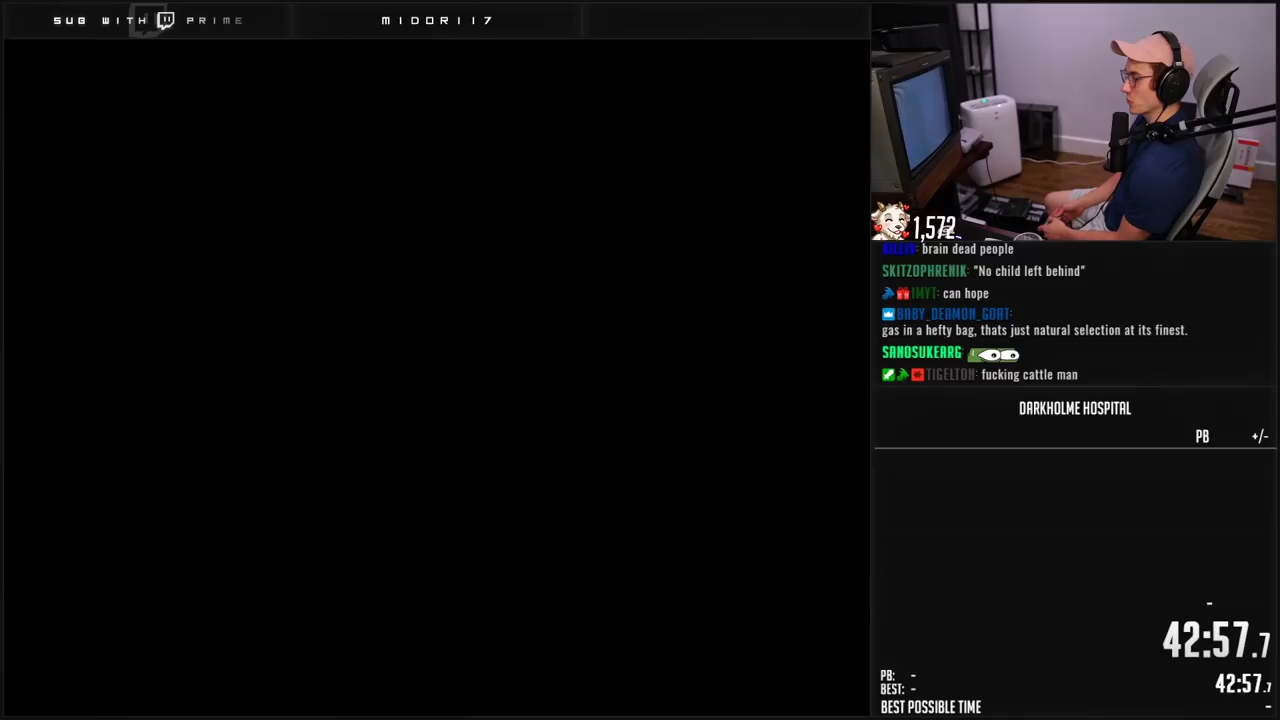 SUB WITH PRIME
MIDORII7
1,572
brain dead people
SKITZOPHRENIK: "No child left behind"
IMYT: can hope
BABY_DEAMON_GOAT:
gas in a hefty bag, thats just natural selection at its finest.
SANOSUKEARG:
TIGELTON: fucking cattle man
DARKHOLME HOSPITAL
PB +/-
-
42:57.7
PB: -
42:57.7
BEST: -
BEST POSSIBLE TIME -